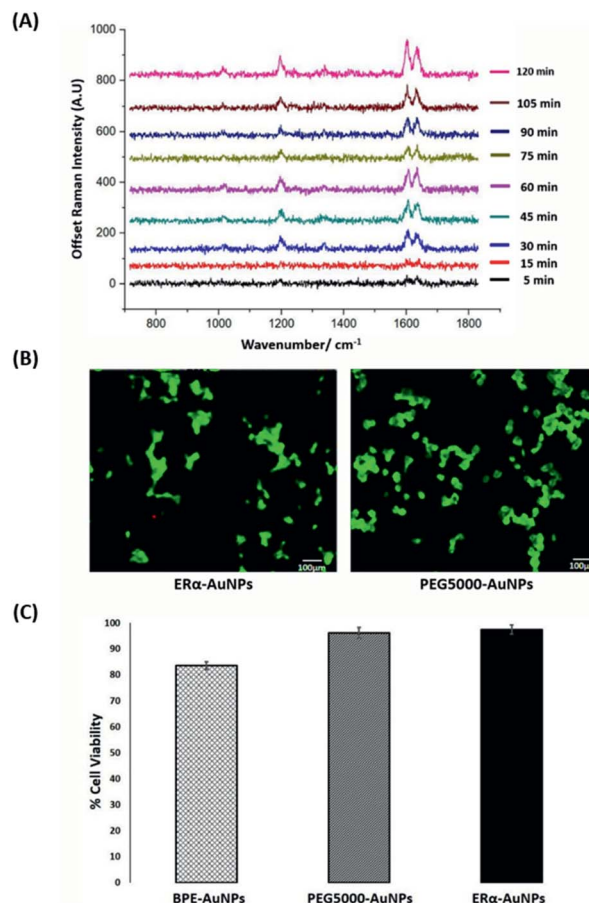 (A)
Offset Raman Intensity (A.U)
1000
800
600
400
200
0
120 min
105 min
90 min
75 min
60 min
45 min
30 min
15 min
5 min
800 1000 1200 1400 1600 1800
Wavenumber/ cm⁻¹
(B)
100μm
100μm
ERα-AuNPs PEG5000-AuNPs
(C)
% Cell Viability
100
90
80
70
60
50
40
30
20
10
0
BPE-AuNPs PEG5000-AuNPs ERα-AuNPs